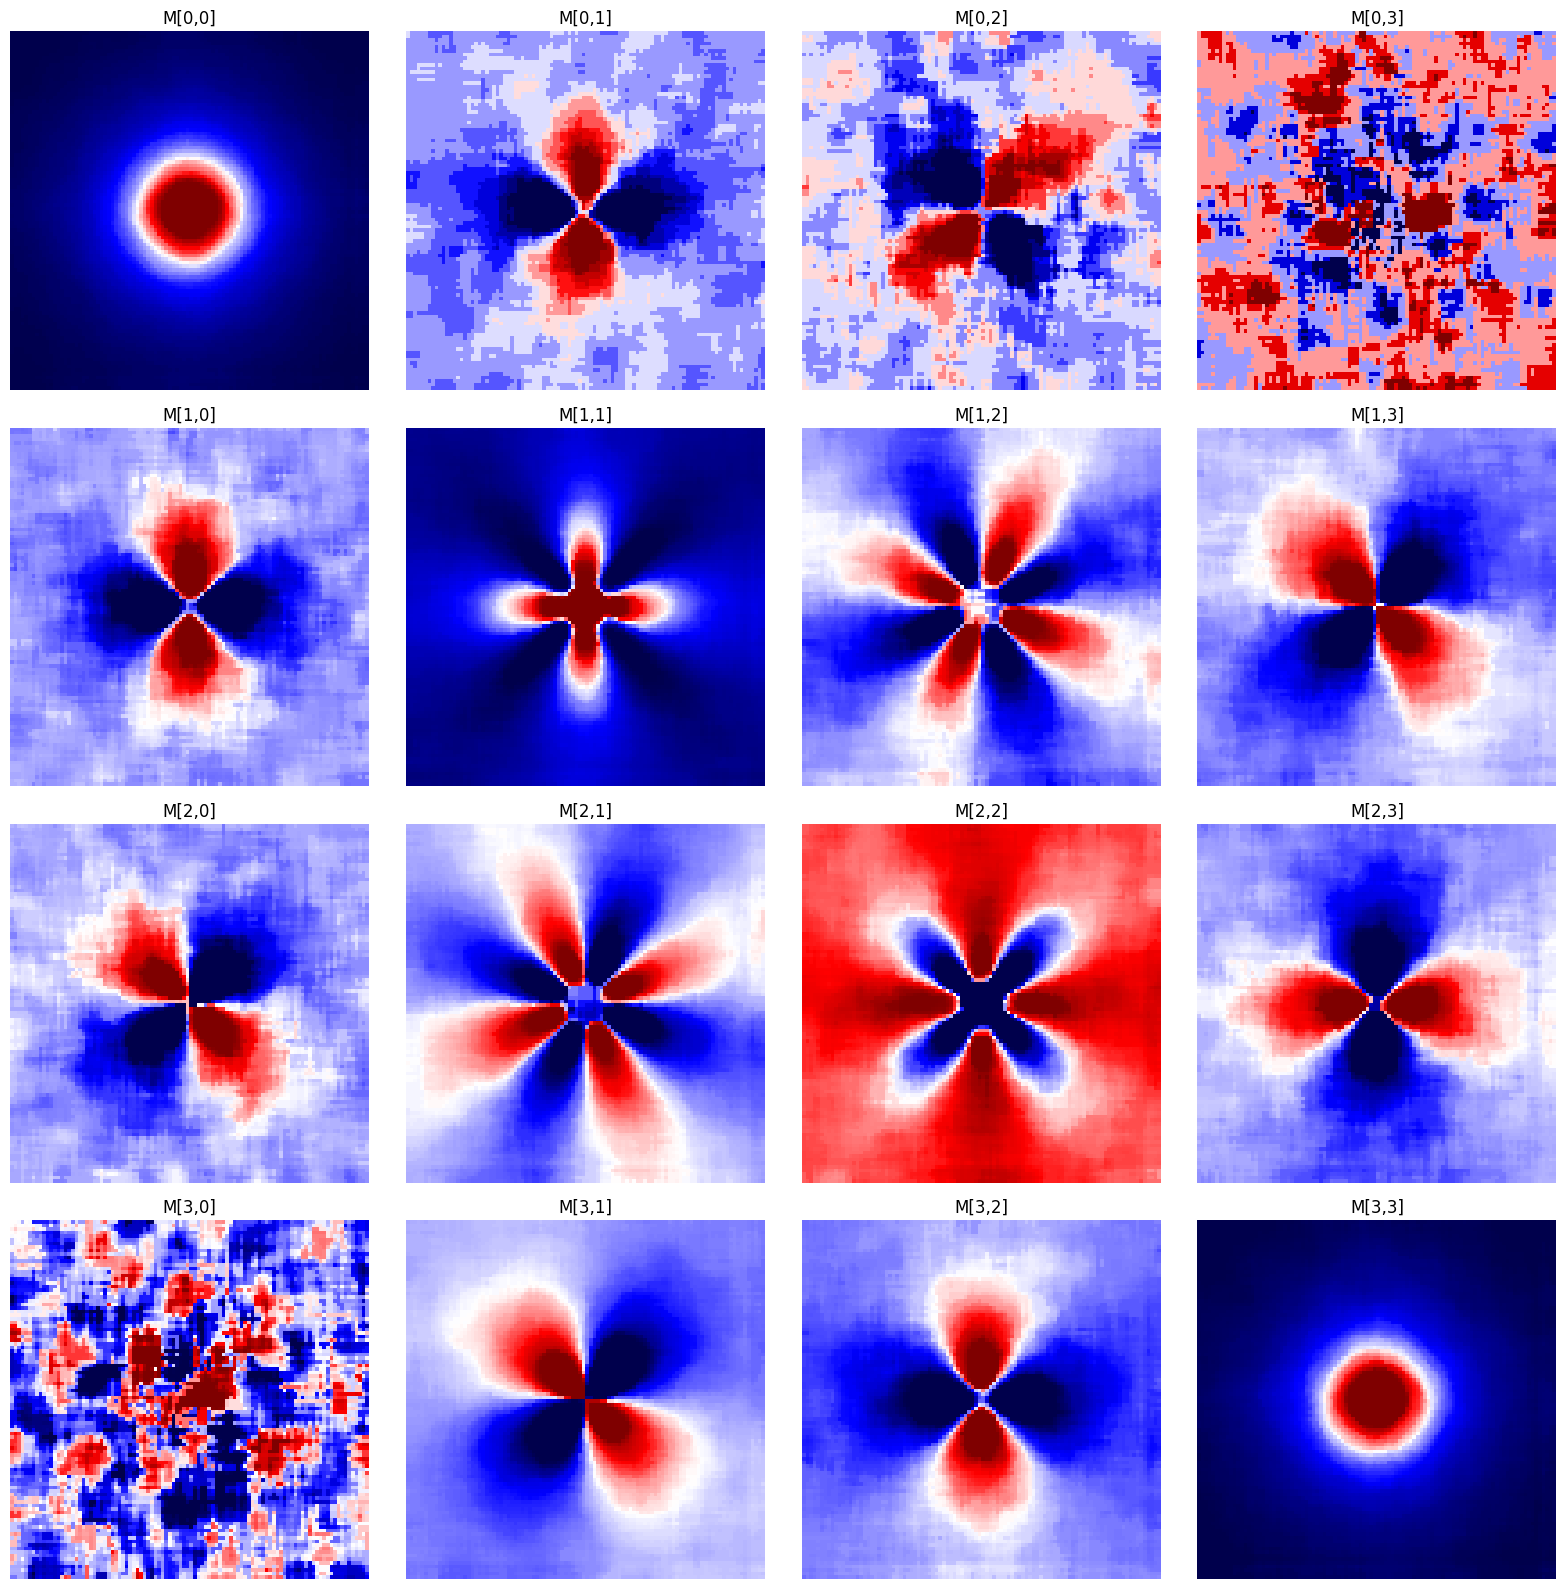 M[0,0] M[0,1] M[0,2] M[0,3]
M[1,0] M[1,1] M[1,2] M[1,3]
M[2,0] M[2,1] M[2,2] M[2,3]
M[3,0] M[3,1] M[3,2] M[3,3]